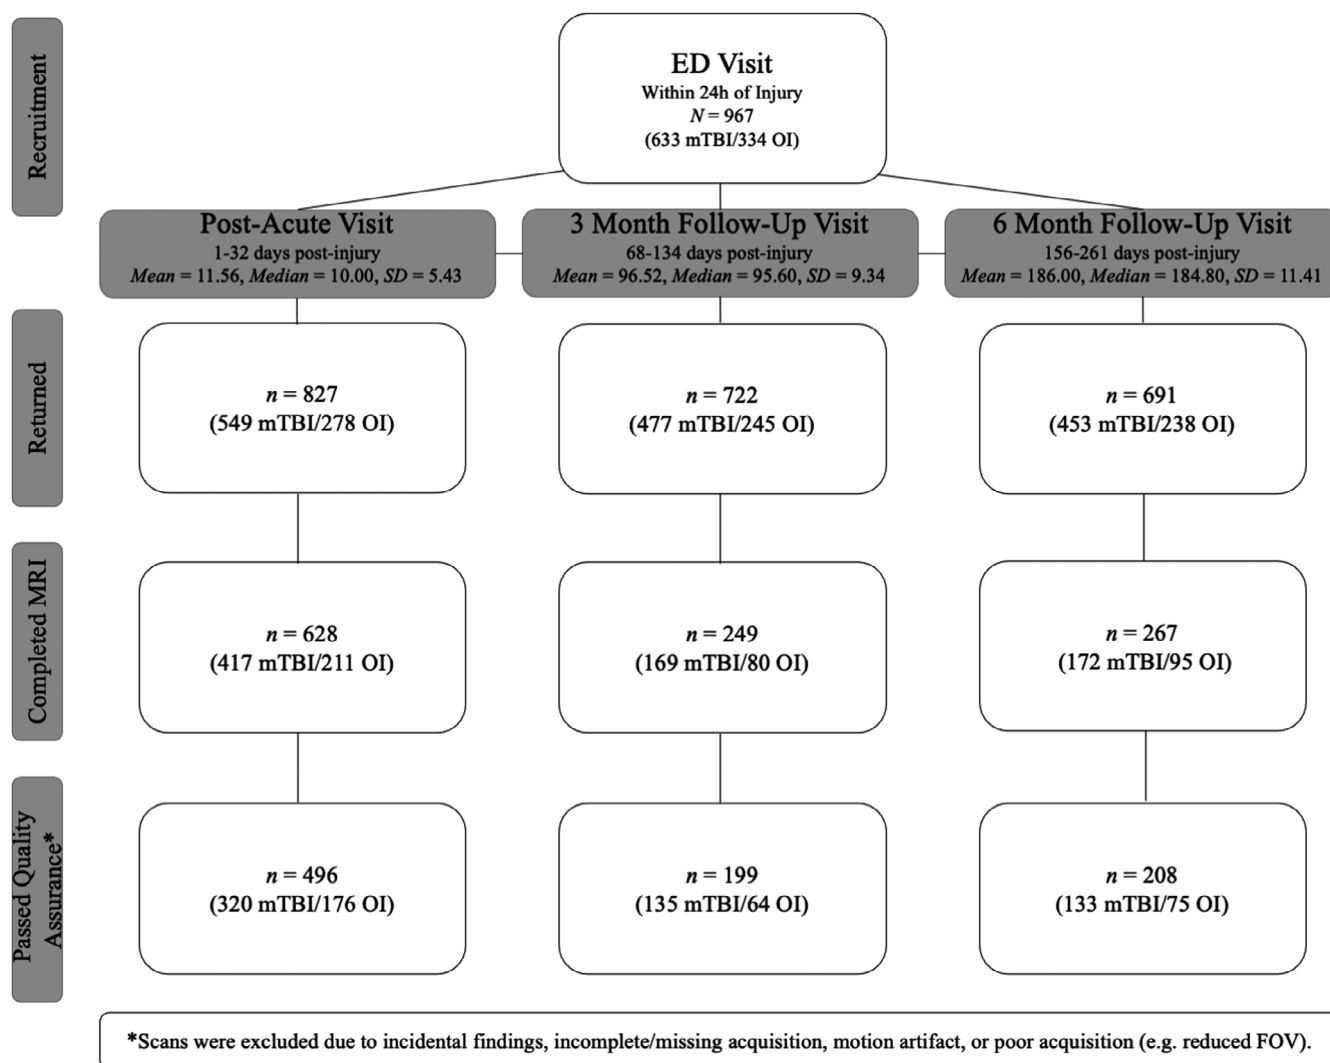 Recruitment
ED Visit
Within 24h of Injury
N = 967
(633 mTBI/334 OI)
Post-Acute Visit
1-32 days post-injury
Mean = 11.56, Median = 10.00, SD = 5.43
3 Month Follow-Up Visit
68-134 days post-injury
Mean = 96.52, Median = 95.60, SD = 9.34
6 Month Follow-Up Visit
156-261 days post-injury
Mean = 186.00, Median = 184.80, SD = 11.41
Returned
n = 827
(549 mTBI/278 OI)
n = 722
(477 mTBI/245 OI)
n = 691
(453 mTBI/238 OI)
Completed MRI
n = 628
(417 mTBI/211 OI)
n = 249
(169 mTBI/80 OI)
n = 267
(172 mTBI/95 OI)
Passed Quality
Assurance*
n = 496
(320 mTBI/176 OI)
n = 199
(135 mTBI/64 OI)
n = 208
(133 mTBI/75 OI)
*Scans were excluded due to incidental findings, incomplete/missing acquisition, motion artifact, or poor acquisition (e.g. reduced FOV).